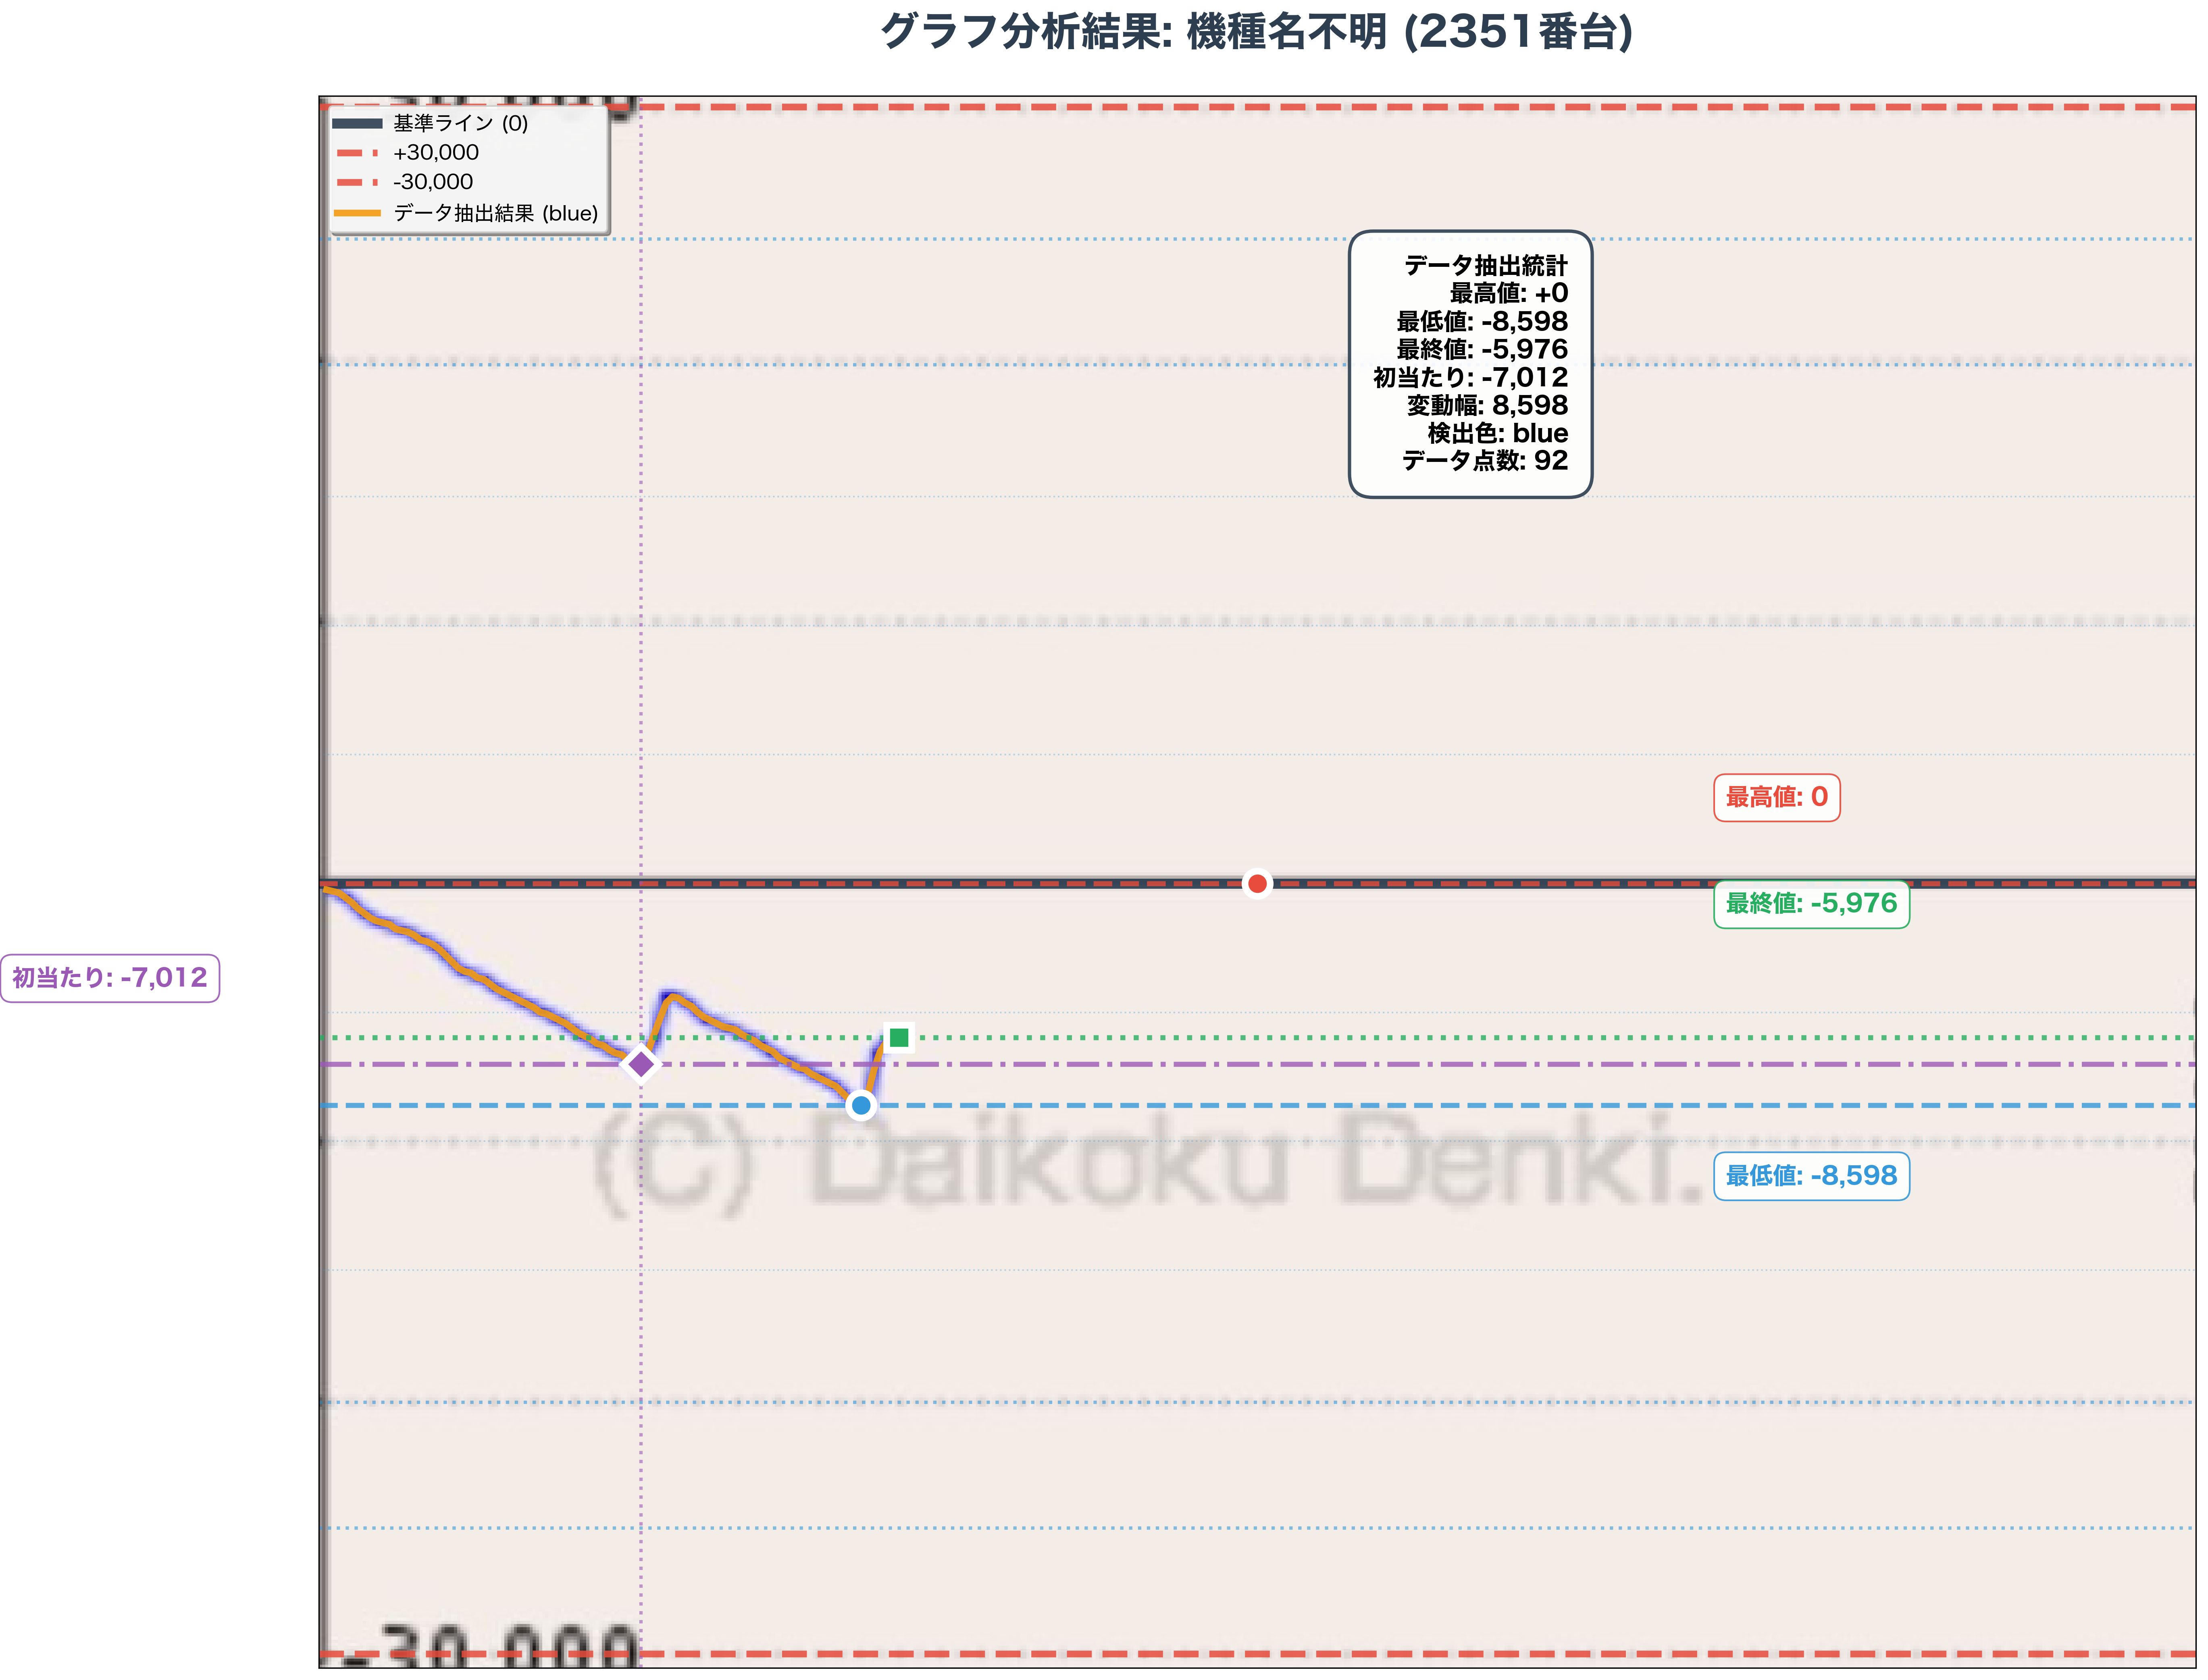 グラフ分析結果: 機種名不明 (2351番台)
基準ライン (0)
+30,000
-30,000
データ抽出結果 (blue)
データ抽出統計
最高値: +0
最低値: -8,598
最終値: -5,976
初当たり: -7,012
変動幅: 8,598
検出色: blue
データ点数: 92
最高値: 0
最終値: -5,976
初当たり: -7,012
(C) Daikoku Denki.
最低値: -8,598
-30,000